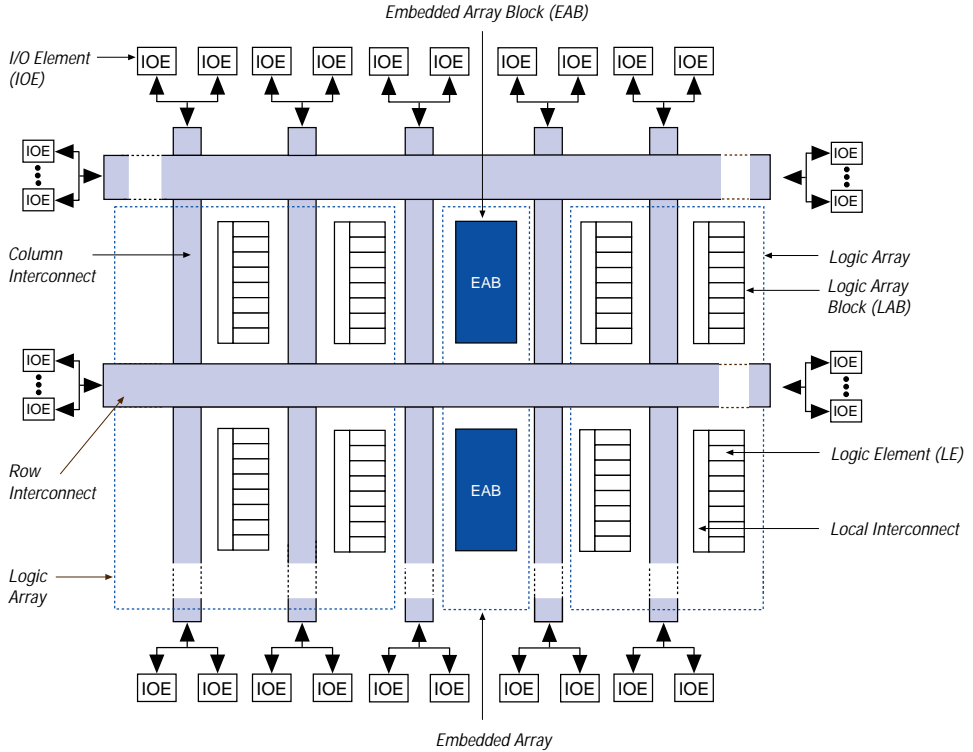 Embedded Array Block (EAB)
I/O Element
(IOE)
IOE IOE IOE IOE IOE IOE IOE IOE IOE IOE
IOE
IOE
IOE
IOE
Column
Interconnect
EAB
Logic Array
Logic Array
Block (LAB)
IOE
IOE
IOE
IOE
Row
Interconnect
EAB
Logic Element (LE)
Local Interconnect
Logic
Array
IOE IOE IOE IOE IOE IOE IOE IOE IOE IOE
Embedded Array